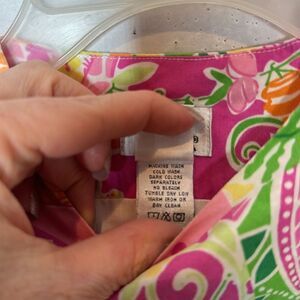 MACHINE WASH
COLD WASH
DARK COLORS
SEPARATELY
NO BLEACH
TUMBLE DRY LOW
WARM IRON OR
DRY CLEAN